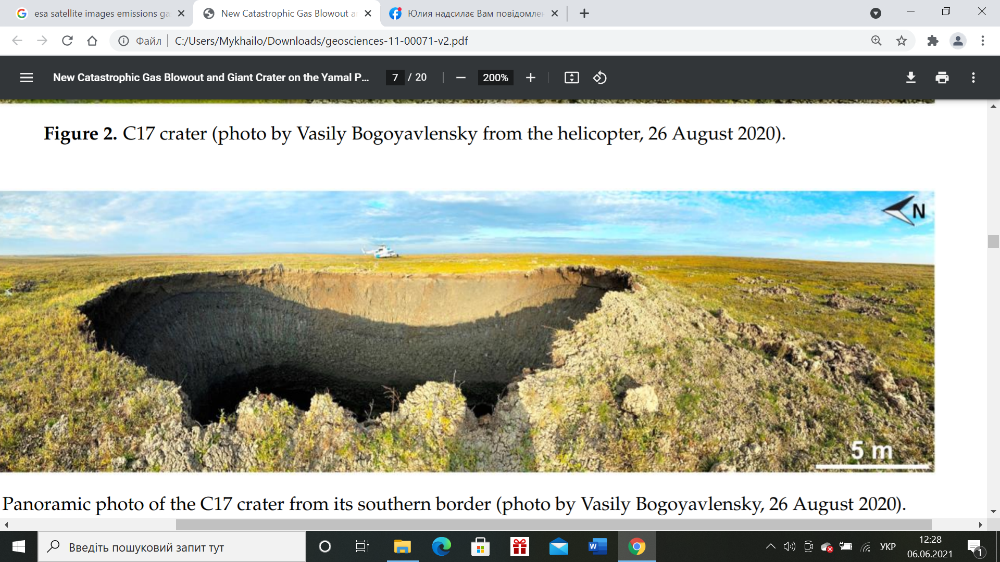 esa satellite images emissions ga
New Catastrophic Gas Blowout a
Юлия надсилає Вам повідомлен
Файл
C:/Users/Mykhailo/Downloads/geosciences-11-00071-v2.pdf
New Catastrophic Gas Blowout and Giant Crater on the Yamal P...
7 / 20
200%
Figure 2. C17 crater (photo by Vasily Bogoyavlensky from the helicopter, 26 August 2020).
N
5 m
Panoramic photo of the C17 crater from its southern border (photo by Vasily Bogoyavlensky, 26 August 2020).
Введіть пошуковий запит тут
W
УКР
12:28
06.06.2021
1